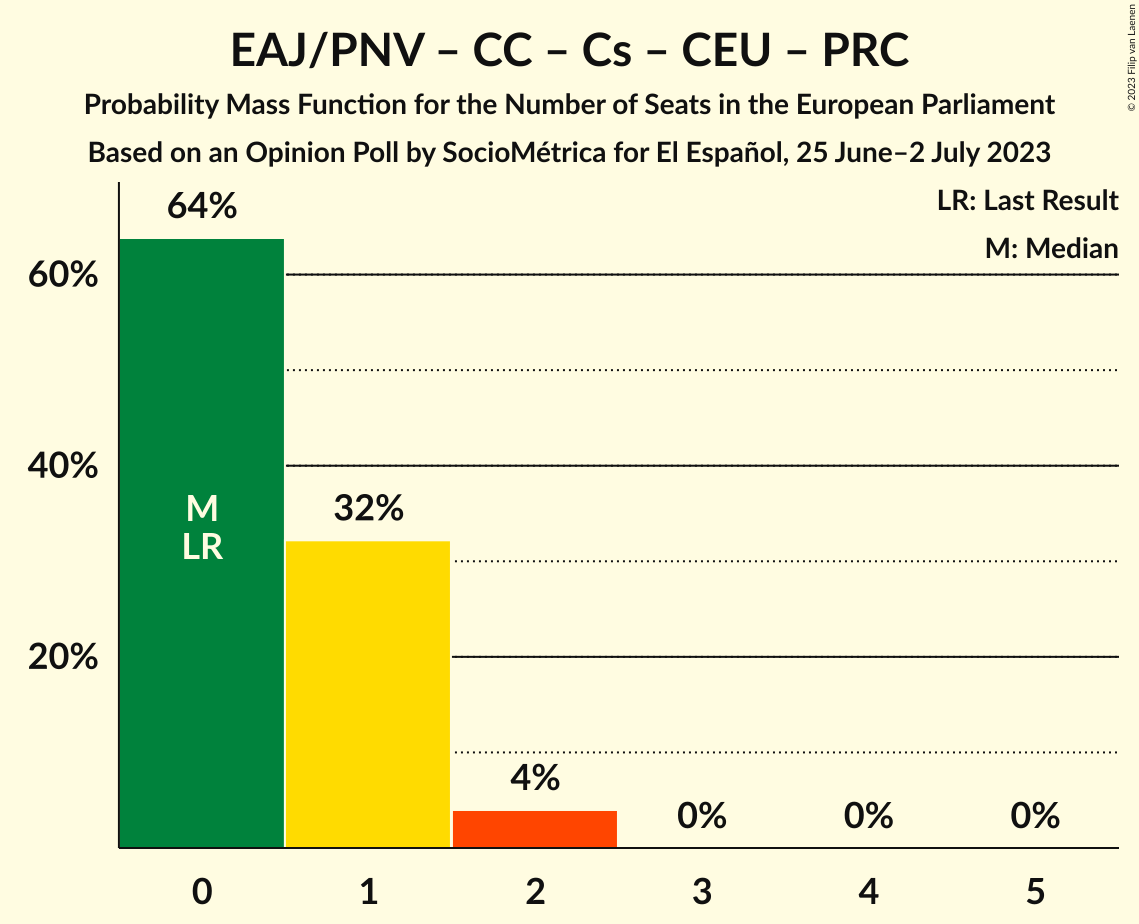 EAJ/PNV – CC – Cs – CEU – PRC
Probability Mass Function for the Number of Seats in the European Parliament
Based on an Opinion Poll by SocioMétrica for El Español, 25 June–2 July 2023
© 2023 Filip van Laenen
LR: Last Result
M: Median
64%
60%
40%
20%
M
LR
32%
4%
0%
0%
0%
0
1
2
3
4
5